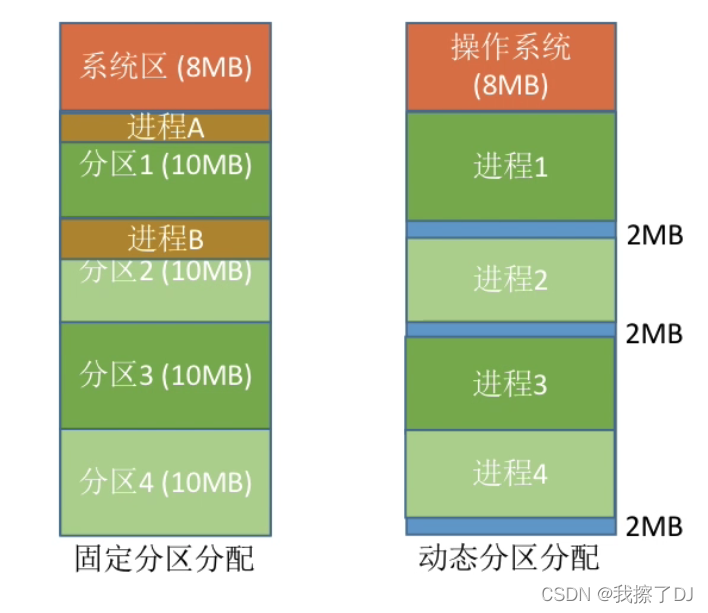 系统区 (8MB)
进程A
分区1 (10MB)
进程B
分区2 (10MB)
分区3 (10MB)
分区4 (10MB)
固定分区分配
操作系统
(8MB)
进程1
2MB
进程2
2MB
进程3
进程4
2MB
动态分区分配
CSDN @我擦了DJ